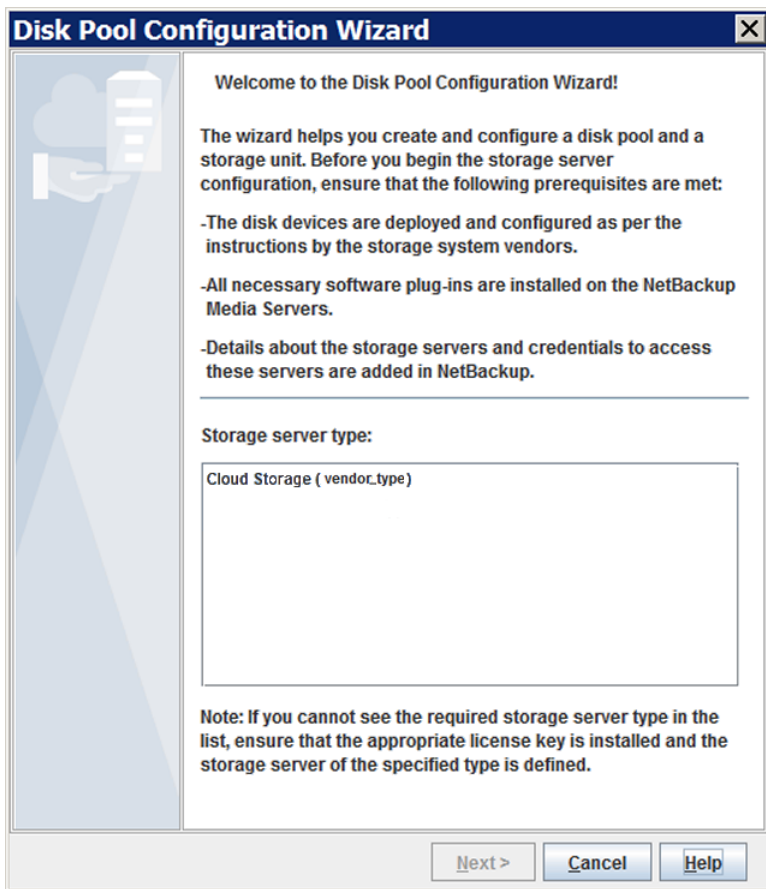 Disk Pool Configuration Wizard
Welcome to the Disk Pool Configuration Wizard!
The wizard helps you create and configure a disk pool and a
storage unit. Before you begin the storage server
configuration, ensure that the following prerequisites are met:
-The disk devices are deployed and configured as per the
instructions by the storage system vendors.
-All necessary software plug-ins are installed on the NetBackup
Media Servers.
-Details about the storage servers and credentials to access
these servers are added in NetBackup.
Storage server type:
Cloud Storage ( vendor_type)
Note: If you cannot see the required storage server type in the
list, ensure that the appropriate license key is installed and the
storage server of the specified type is defined.
Next >
Cancel
Help